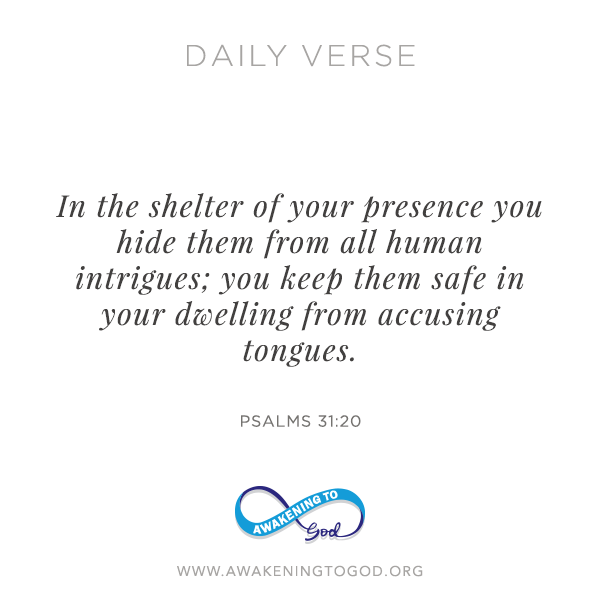 DAILY VERSE
In the shelter of your presence you
hide them from all human
intrigues; you keep them safe in
your dwelling from accusing
tongues.
PSALMS 31:20
AWAKENING TO
God
WWW.AWAKENINGTOGOD.ORG